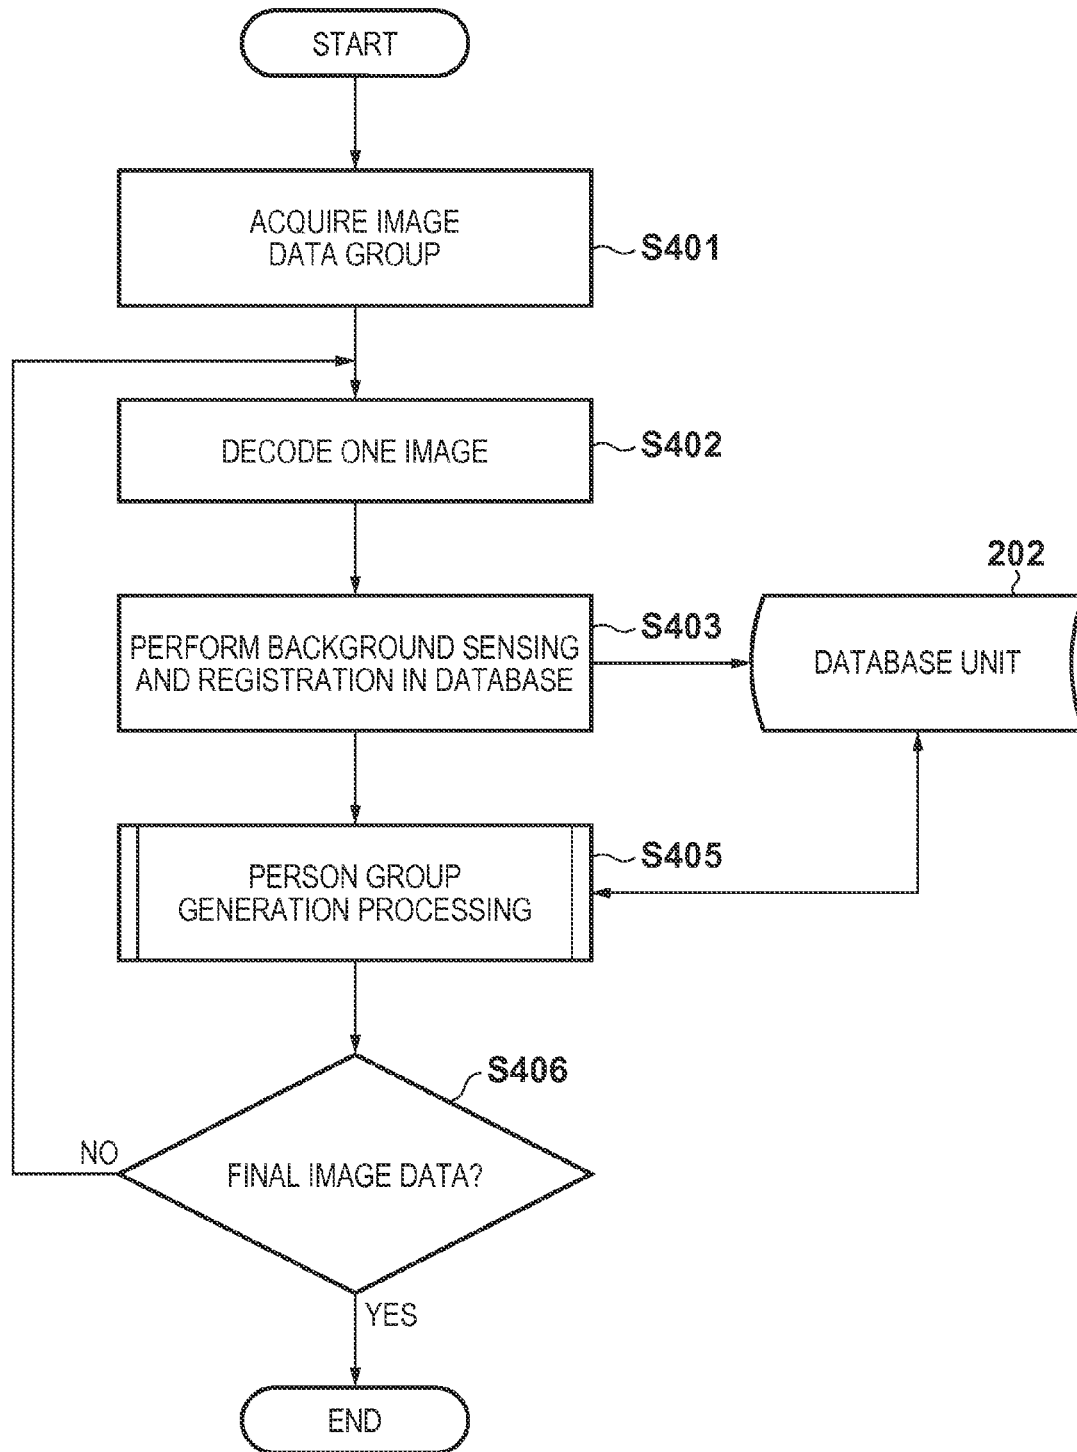 START
ACQUIRE IMAGE
DATA GROUP
S401
DECODE ONE IMAGE
S402
202
PERFORM BACKGROUND SENSING
AND REGISTRATION IN DATABASE
S403
DATABASE UNIT
PERSON GROUP
GENERATION PROCESSING
S405
S406
NO
FINAL IMAGE DATA?
YES
END